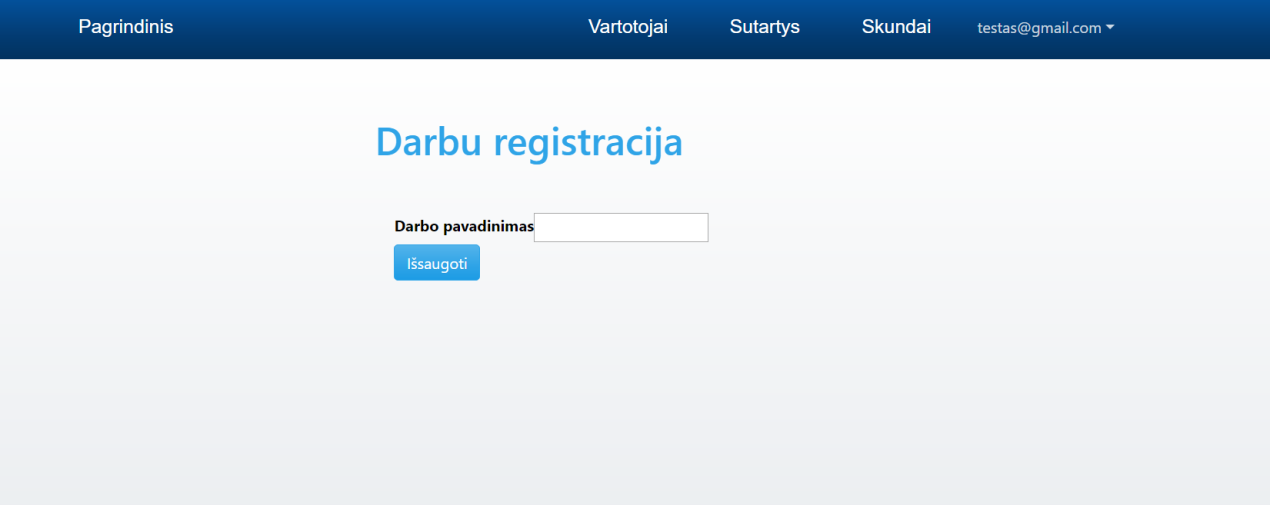 Pagrindinis Vartotojai Sutartys Skundai testas@gmail.com
Darbu registracija
Darbo pavadinimas
Išsaugoti